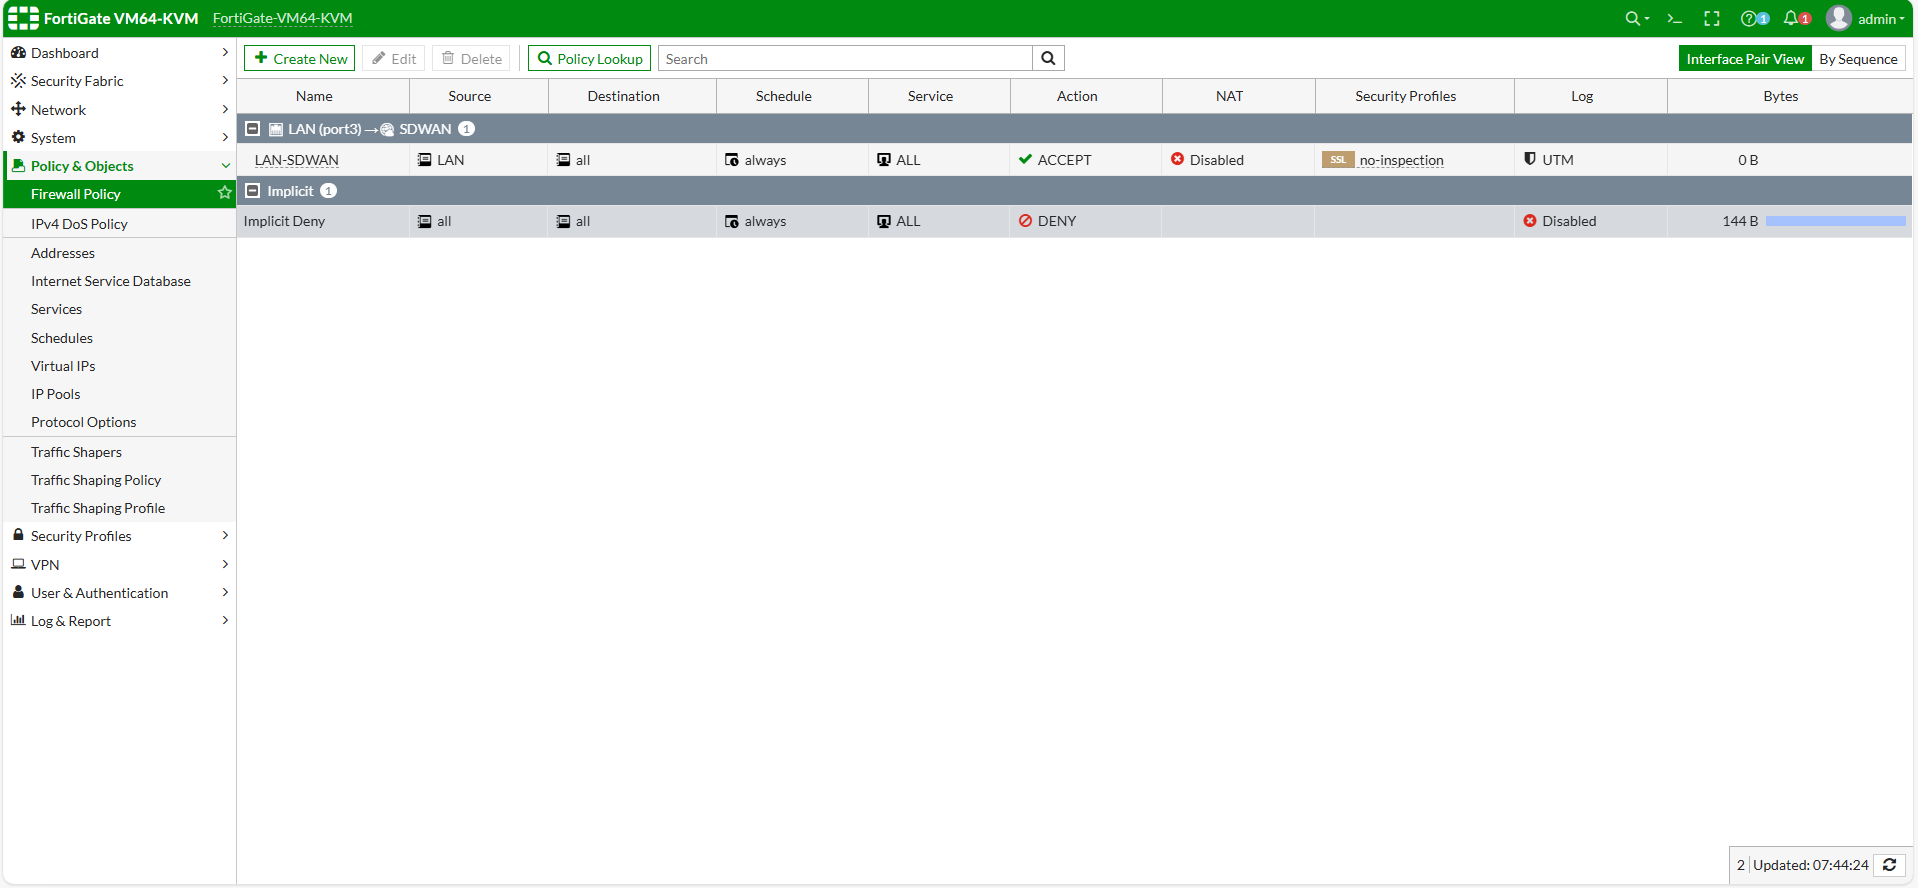 FortiGate VM64-KVM FortiGate-VM64-KVM 1 1 admin
Dashboard
Security Fabric
Network
System
Policy & Objects
Firewall Policy
IPv4 DoS Policy
Addresses
Internet Service Database
Services
Schedules
Virtual IPs
IP Pools
Protocol Options
Traffic Shapers
Traffic Shaping Policy
Traffic Shaping Profile
Security Profiles
VPN
User & Authentication
Log & Report
Create New Edit Delete Policy Lookup Search Interface Pair View By Sequence
Name Source Destination Schedule Service Action NAT Security Profiles Log Bytes
LAN (port3) → SDWAN 1
LAN-SDWAN LAN all always ALL ACCEPT Disabled SSL no-inspection UTM 0 B
Implicit 1
Implicit Deny all all always ALL DENY Disabled 144 B
2 Updated: 07:44:24